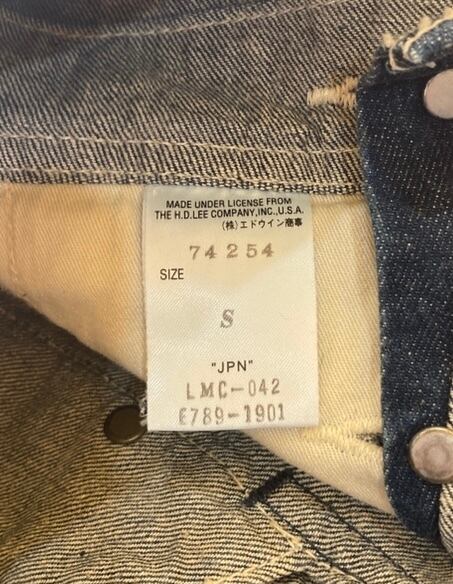 MADE UNDER LICENSE FROM
THE H.D.LEE COMPANY,INC.,U.S.A.
(株)エドウイン商事
74254
SIZE
S
"JPN"
LMC-042
E789-1901